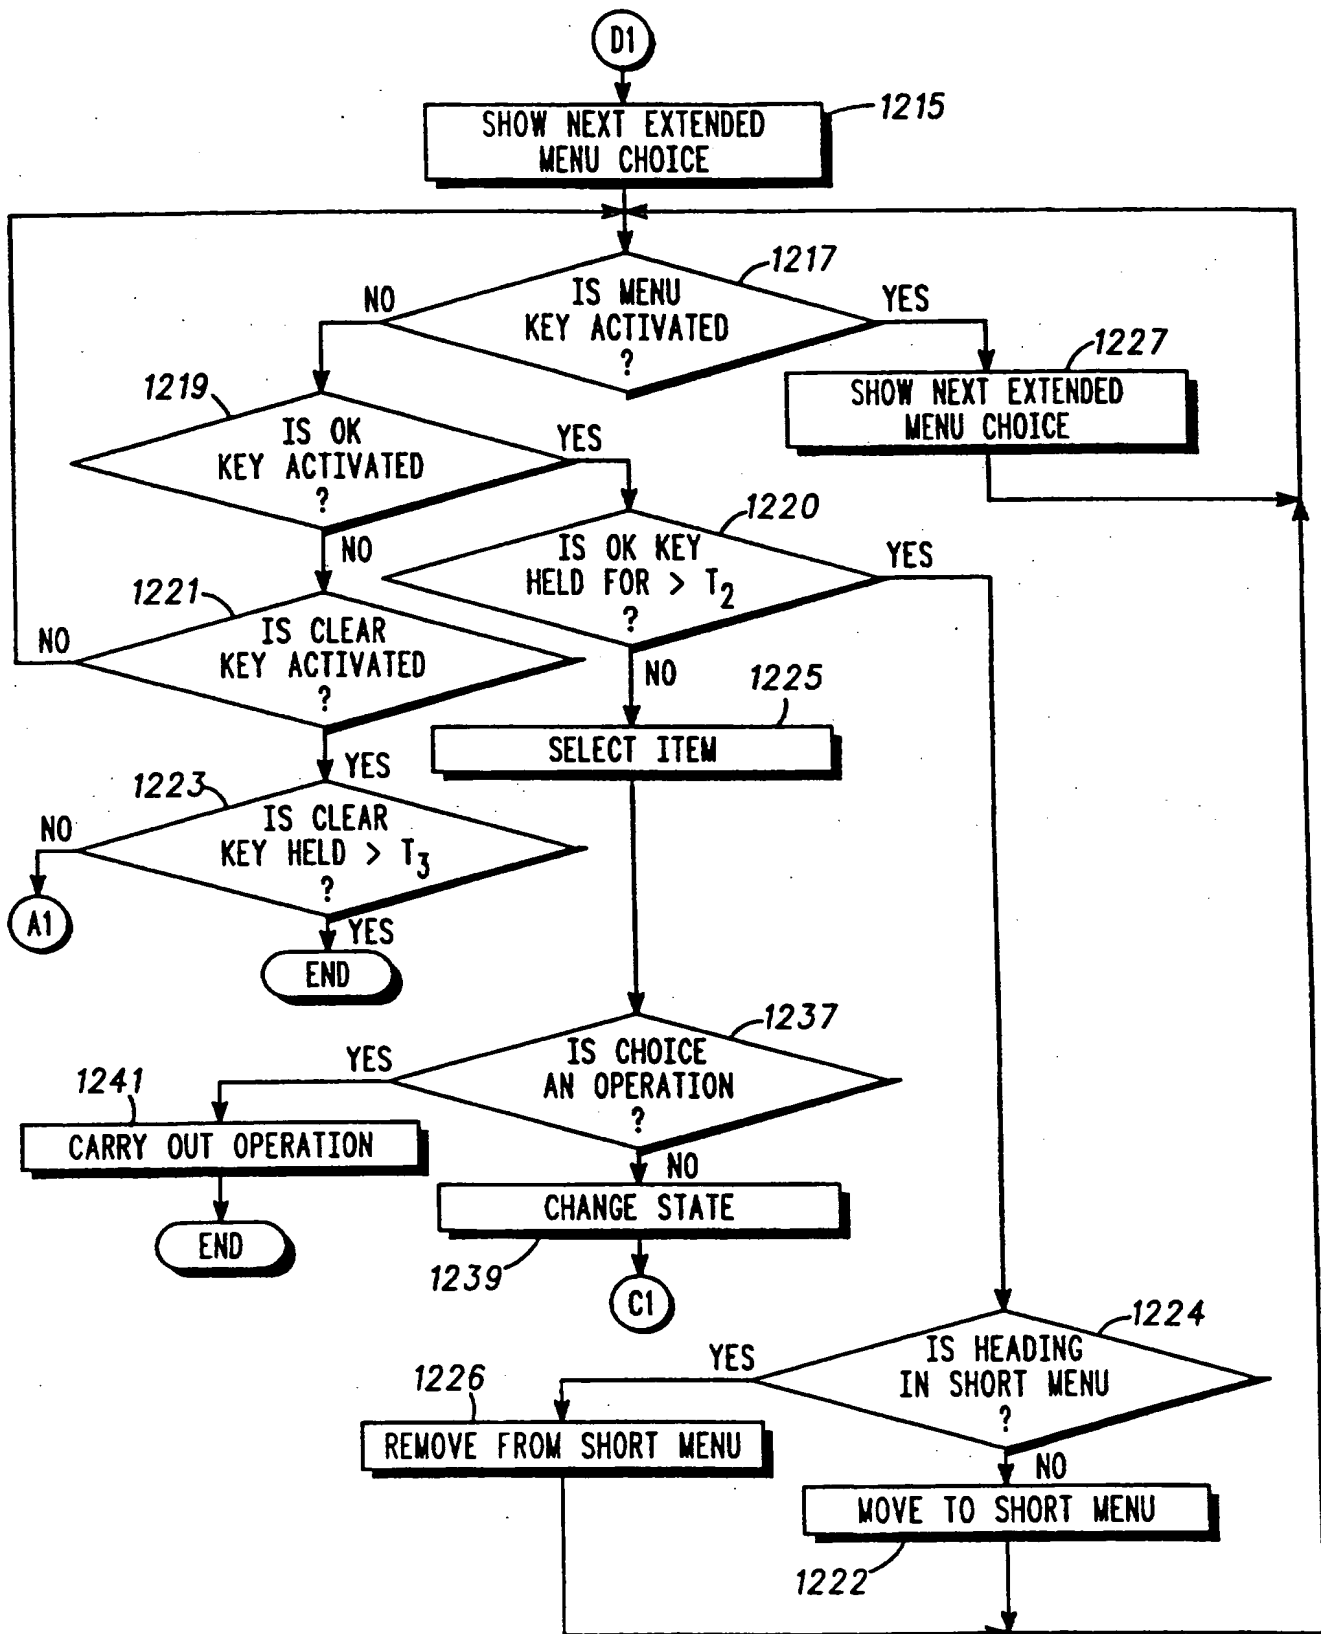 D1
1215
SHOW NEXT EXTENDED
MENU CHOICE
1217
IS MENU
KEY ACTIVATED
?
NO
YES
1227
SHOW NEXT EXTENDED
MENU CHOICE
1219
IS OK
KEY ACTIVATED
?
YES
NO
1220
IS OK KEY
HELD FOR > T2
?
YES
NO
1221
IS CLEAR
KEY ACTIVATED
?
NO
YES
1225
SELECT ITEM
1223
IS CLEAR
KEY HELD > T3
?
NO
A1
YES
END
1237
IS CHOICE
AN OPERATION
?
YES
NO
1241
CARRY OUT OPERATION
END
CHANGE STATE
1239
C1
1224
IS HEADING
IN SHORT MENU
?
YES
NO
1226
REMOVE FROM SHORT MENU
MOVE TO SHORT MENU
1222